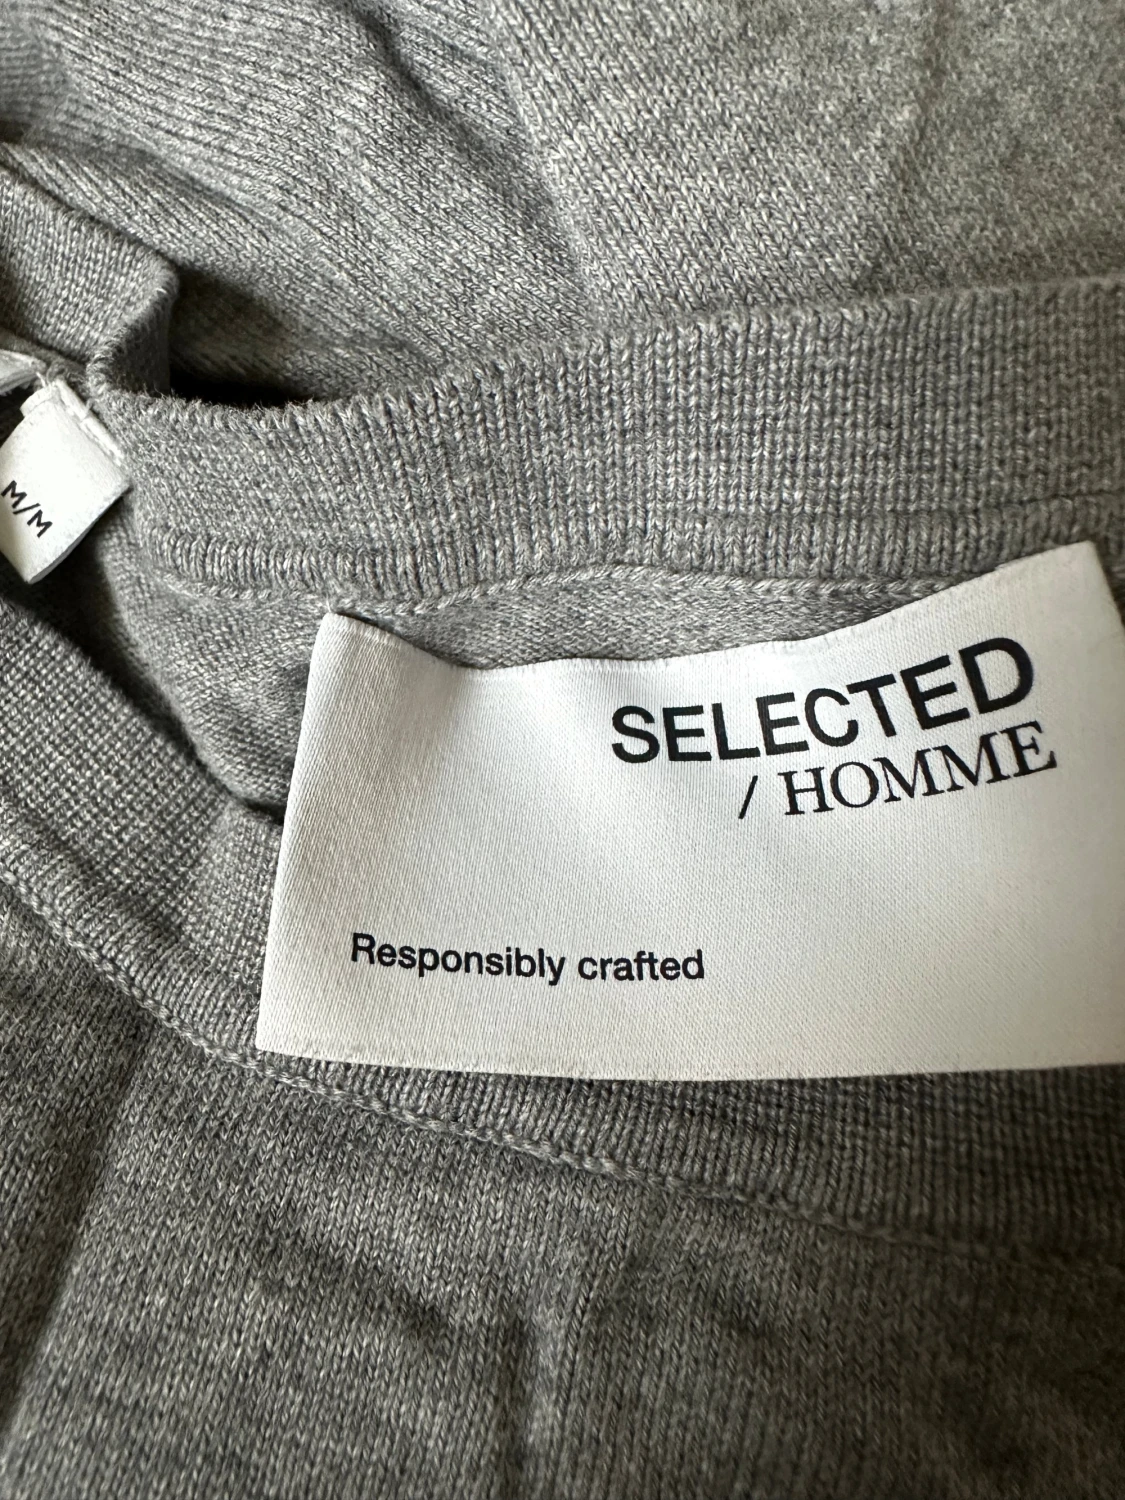 M/M
SELECTED
/ HOMME
Responsibly crafted